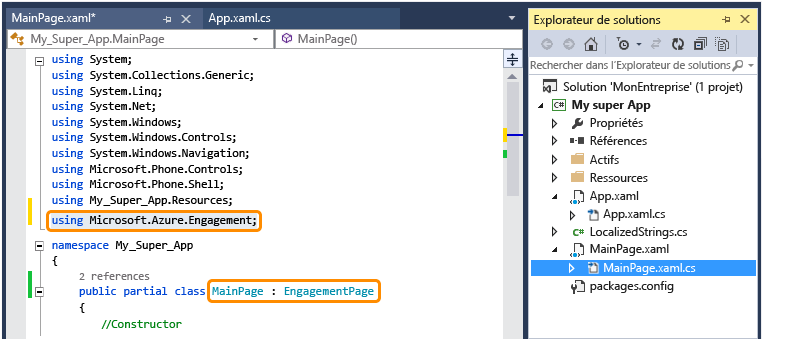 MainPage.xaml*
App.xaml.cs
My_Super_App.MainPage
MainPage()
using System;
using System.Collections.Generic;
using System.Linq;
using System.Net;
using System.Windows;
using System.Windows.Controls;
using System.Windows.Navigation;
using Microsoft.Phone.Controls;
using Microsoft.Phone.Shell;
using My_Super_App.Resources;
using Microsoft.Azure.Engagement;
namespace My_Super_App
{
2 references
public partial class MainPage : EngagementPage
{
//Constructor
Explorateur de solutions
Rechercher dans l'Explorateur de solutions
Solution 'MonEntreprise' (1 projet)
C# My super App
Propriétés
Références
Actifs
Ressources
App.xaml
App.xaml.cs
C# LocalizedStrings.cs
MainPage.xaml
MainPage.xaml.cs
packages.config